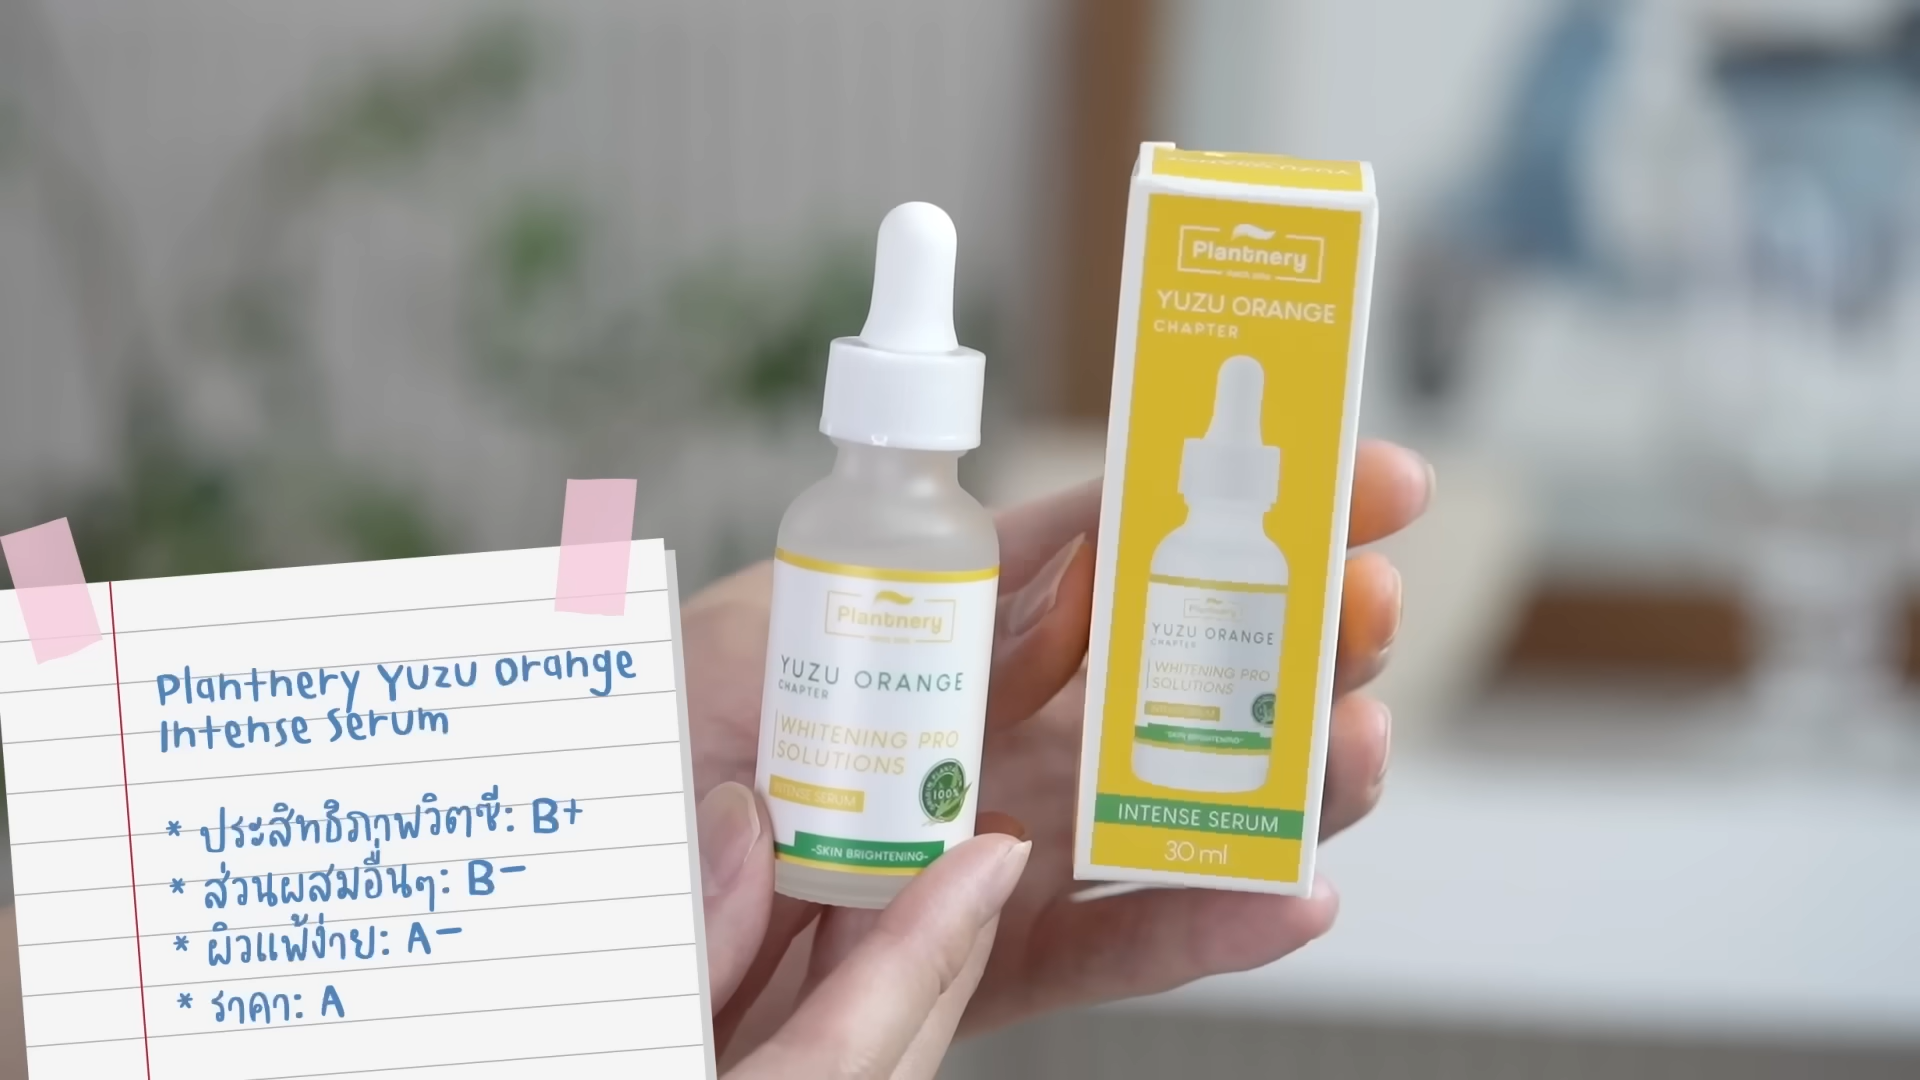 Plantnery Yuzu Orange
Intense Serum
* ประสิทธิภาพวิตซี: B+
* ส่วนผสมอื่นๆ: B-
* ผิวแพ้ง่าย: A-
* ราคา: A
Plantnery
YUZU ORANGE
CHAPTER
WHITENING PRO
SOLUTIONS
INTENSE SERUM
100%
-SKIN BRIGHTENING-
Plantnery
YUZU ORANGE
CHAPTER
Plantnery
YUZU ORANGE
CHAPTER
WHITENING PRO
SOLUTIONS
-SKIN BRIGHTENING-
INTENSE SERUM
30 ml